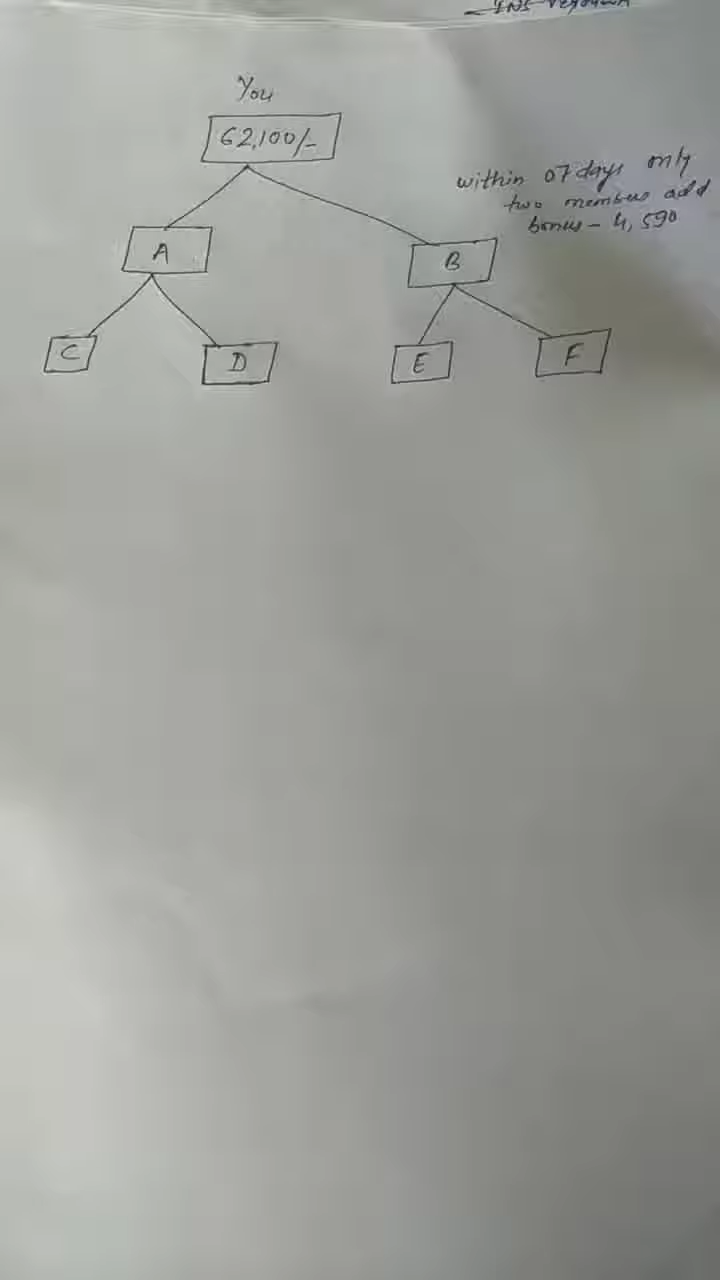 You
62,100/-
within 07 days only
two members add
bonus - 4,590
A
B
C
D
E
F